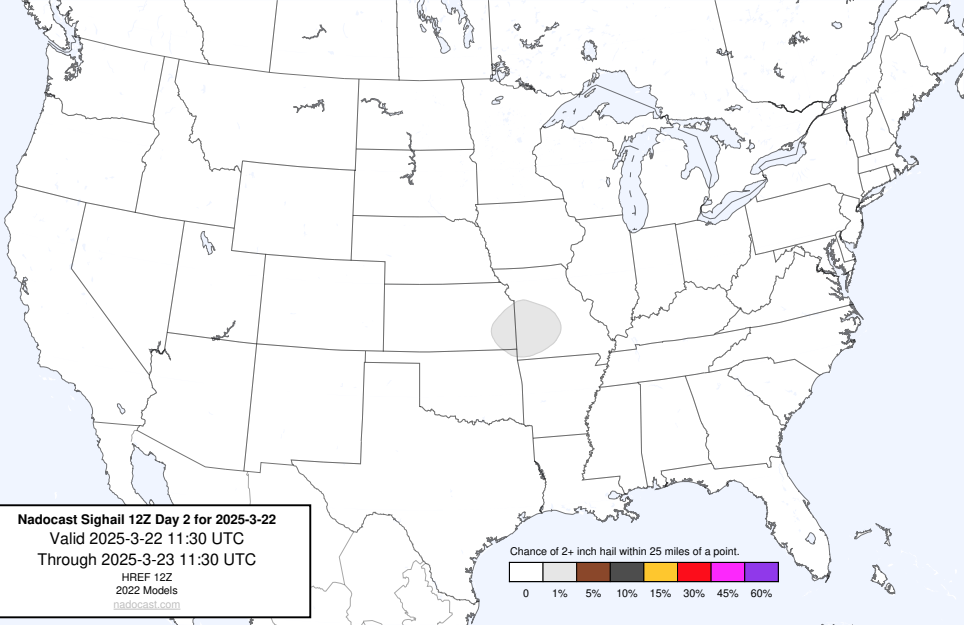 Nadocast Sighail 12Z Day 2 for 2025-3-22
Valid 2025-3-22 11:30 UTC
Through 2025-3-23 11:30 UTC
HREF 12Z
2022 Models
nadocast.com
Chance of 2+ inch hail within 25 miles of a point.
0 1% 5% 10% 15% 30% 45% 60%